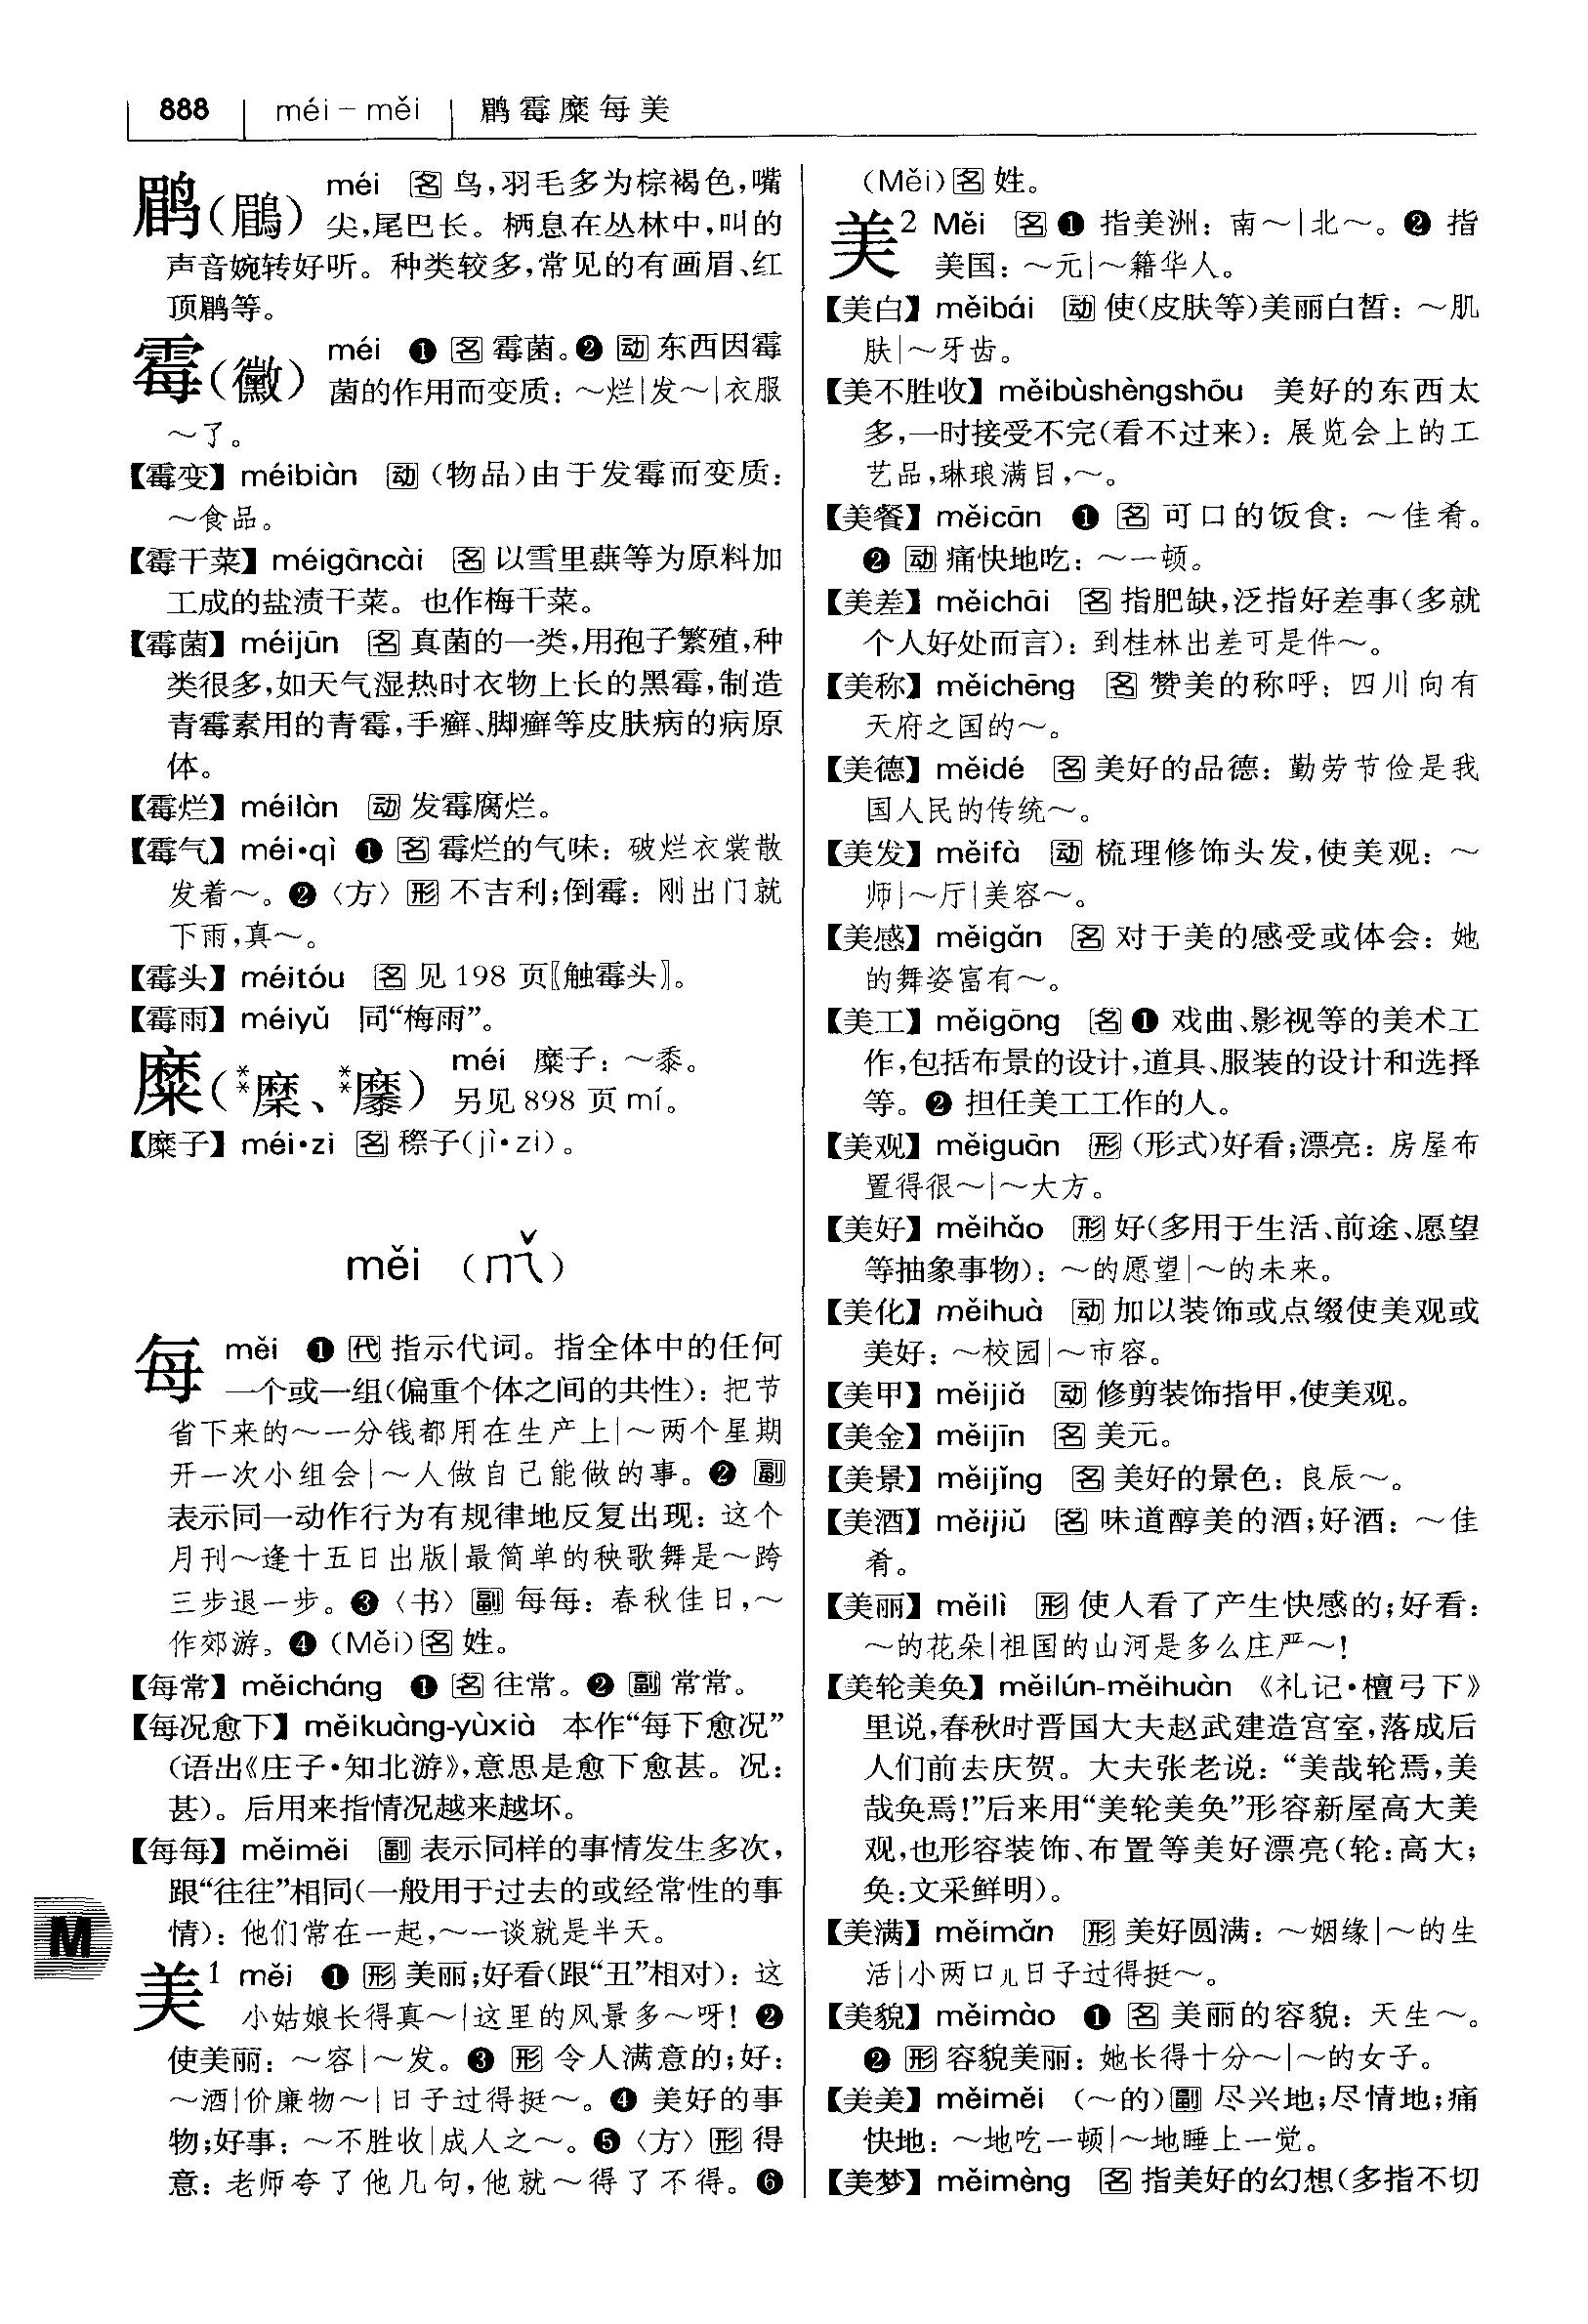 888 méi－měi 鹛霉糜每美
鹛（鶥） méi 名 鸟，羽毛多为棕褐色，嘴
尖，尾巴长。栖息在丛林中，叫的
声音婉转好听。种类较多，常见的有画眉、红
顶鹛等。
霉（黴） méi ❶ 名 霉菌。❷ 动 东西因霉
菌的作用而变质：～烂|发～|衣服
～了。
【霉变】méibiàn 动（物品）由于发霉而变质：
～食品。
【霉干菜】méigāncài 名 以雪里蕻等为原料加
工成的盐渍干菜。也作梅干菜。
【霉菌】méijūn 名 真菌的一类，用孢子繁殖，种
类很多，如天气湿热时衣物上长的黑霉，制造
青霉素用的青霉，手癣、脚癣等皮肤病的病原
体。
【霉烂】méilàn 动 发霉腐烂。
【霉气】méi·qì ❶ 名 霉烂的气味：破烂衣裳散
发着～。❷〈方〉形 不吉利；倒霉：刚出门就
下雨，真～。
【霉头】méitóu 名 见 198 页〖触霉头〗。
【霉雨】méiyǔ 同“梅雨”。
糜（**䊳、**𪎭） méi 糜子：～黍。
另见 898 页 mí。
【糜子】méi·zi 名 穄子（jì·zi）。
měi （ㄇㄟˇ）
每 měi ❶ 代 指示代词。指全体中的任何
一个或一组（偏重个体之间的共性）：把节
省下来的～一分钱都用在生产上|～两个星期
开一次小组会|～人做自己能做的事。❷ 副
表示同一动作行为有规律地反复出现：这个
月刊～逢十五日出版|最简单的秧歌舞是～跨
三步退一步。❸〈书〉副 每每：春秋佳日，～
作郊游。❹（Měi）名 姓。
【每常】měicháng ❶ 名 往常。❷ 副 常常。
【每况愈下】měikuàng-yùxià 本作“每下愈况”
（语出《庄子·知北游》，意思是愈下愈甚。况：
甚）。后用来指情况越来越坏。
【每每】měiměi 副 表示同样的事情发生多次，
跟“往往”相同（一般用于过去的或经常性的事
情）：他们常在一起，～一谈就是半天。
M
美1 měi ❶ 形 美丽；好看（跟“丑”相对）：这
小姑娘长得真～|这里的风景多～呀！❷
使美丽：～容|～发。❸ 形 令人满意的；好：
～酒|价廉物～|日子过得挺～。❹ 美好的事
物；好事：～不胜收|成人之～。❺〈方〉形 得
意：老师夸了他几句，他就～得了不得。❻
（Měi）名 姓。
美2 Měi 名 ❶ 指美洲：南～|北～。❷ 指
美国：～元|～籍华人。
【美白】měibái 动 使（皮肤等）美丽白皙：～肌
肤|～牙齿。
【美不胜收】měibùshèngshōu 美好的东西太
多，一时接受不完（看不过来）：展览会上的工
艺品，琳琅满目，～。
【美餐】měicān ❶ 名 可口的饭食：～佳肴。
❷ 动 痛快地吃：～一顿。
【美差】měichāi 名 指肥缺，泛指好差事（多就
个人好处而言）：到桂林出差可是件～。
【美称】měichēng 名 赞美的称呼：四川向有
天府之国的～。
【美德】měidé 名 美好的品德：勤劳节俭是我
国人民的传统～。
【美发】měifà 动 梳理修饰头发，使美观：～
师|～厅|美容～。
【美感】měigǎn 名 对于美的感受或体会：她
的舞姿富有～。
【美工】měigōng 名 ❶ 戏曲、影视等的美术工
作，包括布景的设计，道具、服装的设计和选择
等。❷ 担任美工工作的人。
【美观】měiguān 形（形式）好看；漂亮：房屋布
置得很～|～大方。
【美好】měihǎo 形 好（多用于生活、前途、愿望
等抽象事物）：～的愿望|～的未来。
【美化】měihuà 动 加以装饰或点缀使美观或
美好：～校园|～市容。
【美甲】měijiǎ 动 修剪装饰指甲，使美观。
【美金】měijīn 名 美元。
【美景】měijǐng 名 美好的景色：良辰～。
【美酒】měijiǔ 名 味道醇美的酒；好酒：～佳
肴。
【美丽】měilì 形 使人看了产生快感的；好看：
～的花朵|祖国的山河是多么庄严～！
【美轮美奂】měilún-měihuàn 《礼记·檀弓下》
里说，春秋时晋国大夫赵武建造宫室，落成后
人们前去庆贺。大夫张老说：“美哉轮焉，美
哉奂焉！”后来用“美轮美奂”形容新屋高大美
观，也形容装饰、布置等美好漂亮（轮：高大；
奂：文采鲜明）。
【美满】měimǎn 形 美好圆满：～姻缘|～的生
活|小两口儿日子过得挺～。
【美貌】měimào ❶ 名 美丽的容貌：天生～。
❷ 形 容貌美丽：她长得十分～|～的女子。
【美美】měiměi （～的）副 尽兴地；尽情地；痛
快地：～地吃一顿|～地睡上一觉。
【美梦】měimèng 名 指美好的幻想（多指不切